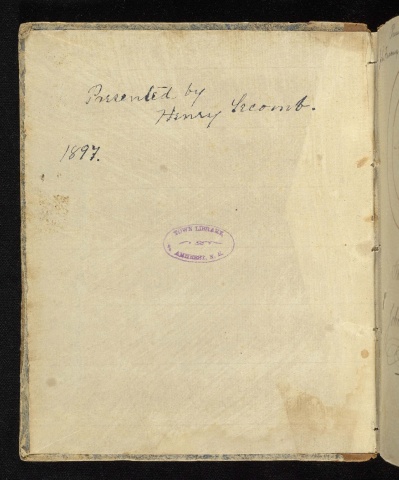 Presented by
Henry Secomb.
1897.
TOWN LIBRARY,
AMHERST, N. H.